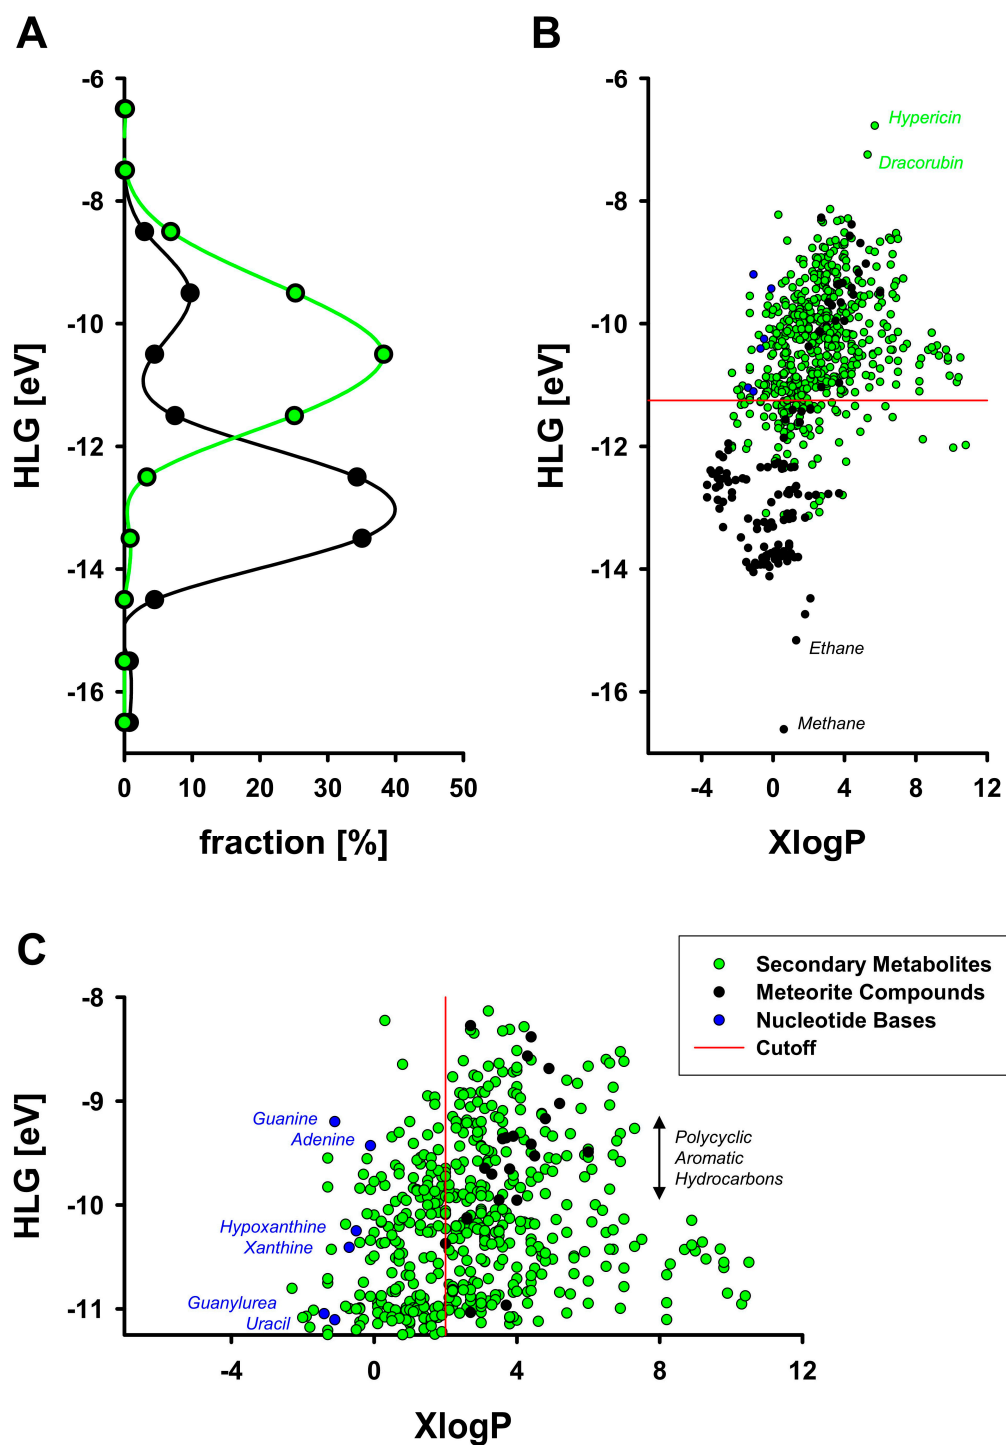 A
-6
-8
-10
-12
-14
-16
HLG [eV]
0 10 20 30 40 50
fraction [%]
B
-6
-8
-10
-12
-14
-16
HLG [eV]
Hypericin
Dracorubin
Ethane
Methane
-4 0 4 8 12
XlogP
C
-8
-9
-10
-11
HLG [eV]
Secondary Metabolites
Meteorite Compounds
Nucleotide Bases
Cutoff
Guanine
Adenine
Hypoxanthine
Xanthine
Guanylurea
Uracil
Polycyclic
Aromatic
Hydrocarbons
-4 0 4 8 12
XlogP